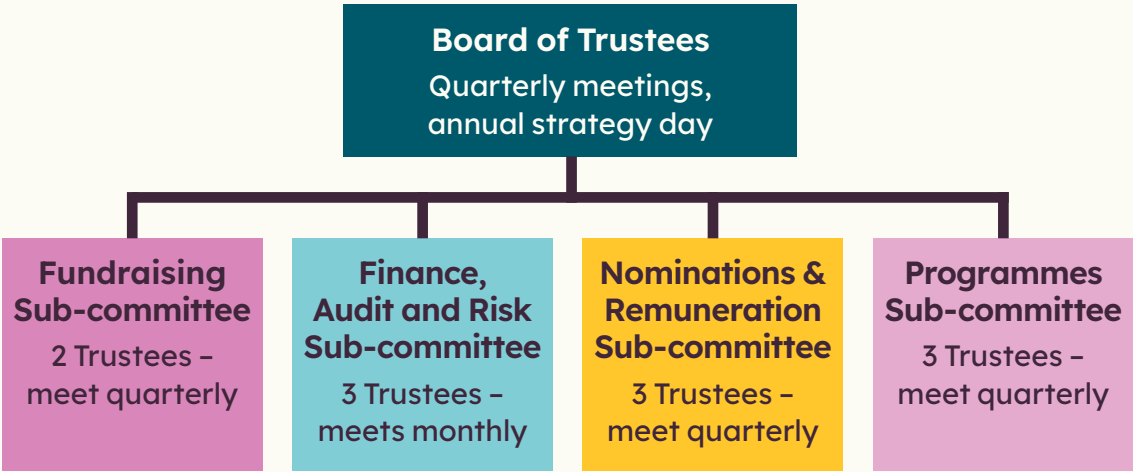 Board of Trustees
Quarterly meetings,
annual strategy day
Fundraising
Sub-committee
2 Trustees –
meet quarterly
Finance,
Audit and Risk
Sub-committee
3 Trustees –
meets monthly
Nominations &
Remuneration
Sub-committee
3 Trustees –
meet quarterly
Programmes
Sub-committee
3 Trustees –
meet quarterly